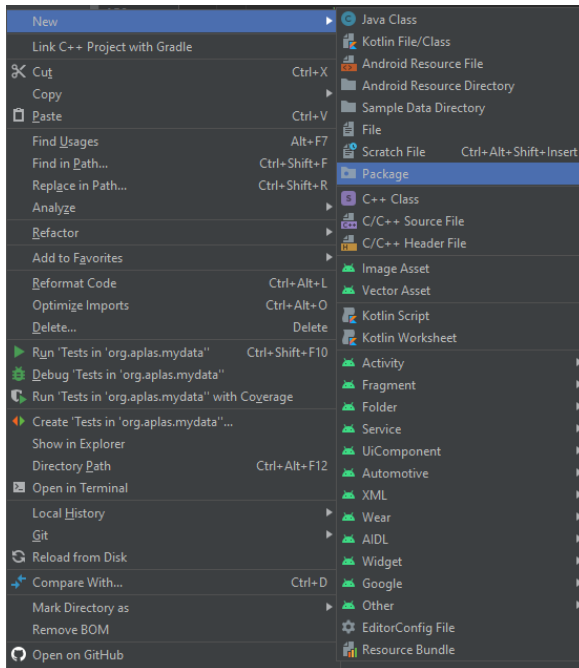 New
Link C++ Project with Gradle
Cut Ctrl+X
Copy
Paste Ctrl+V
Find Usages Alt+F7
Find in Path... Ctrl+Shift+F
Replace in Path... Ctrl+Shift+R
Analyze
Refactor
Add to Favorites
Reformat Code Ctrl+Alt+L
Optimize Imports Ctrl+Alt+O
Delete... Delete
Run 'Tests in 'org.aplas.mydata'' Ctrl+Shift+F10
Debug 'Tests in 'org.aplas.mydata''
Run 'Tests in 'org.aplas.mydata'' with Coverage
Create 'Tests in 'org.aplas.mydata''...
Show in Explorer
Directory Path Ctrl+Alt+F12
Open in Terminal
Local History
Git
Reload from Disk
Compare With... Ctrl+D
Mark Directory as
Remove BOM
Open on GitHub
Java Class
Kotlin File/Class
Android Resource File
Android Resource Directory
Sample Data Directory
File
Scratch File Ctrl+Alt+Shift+Insert
Package
C++ Class
C/C++ Source File
C/C++ Header File
Image Asset
Vector Asset
Kotlin Script
Kotlin Worksheet
Activity
Fragment
Folder
Service
UiComponent
Automotive
XML
Wear
AIDL
Widget
Google
Other
EditorConfig File
Resource Bundle